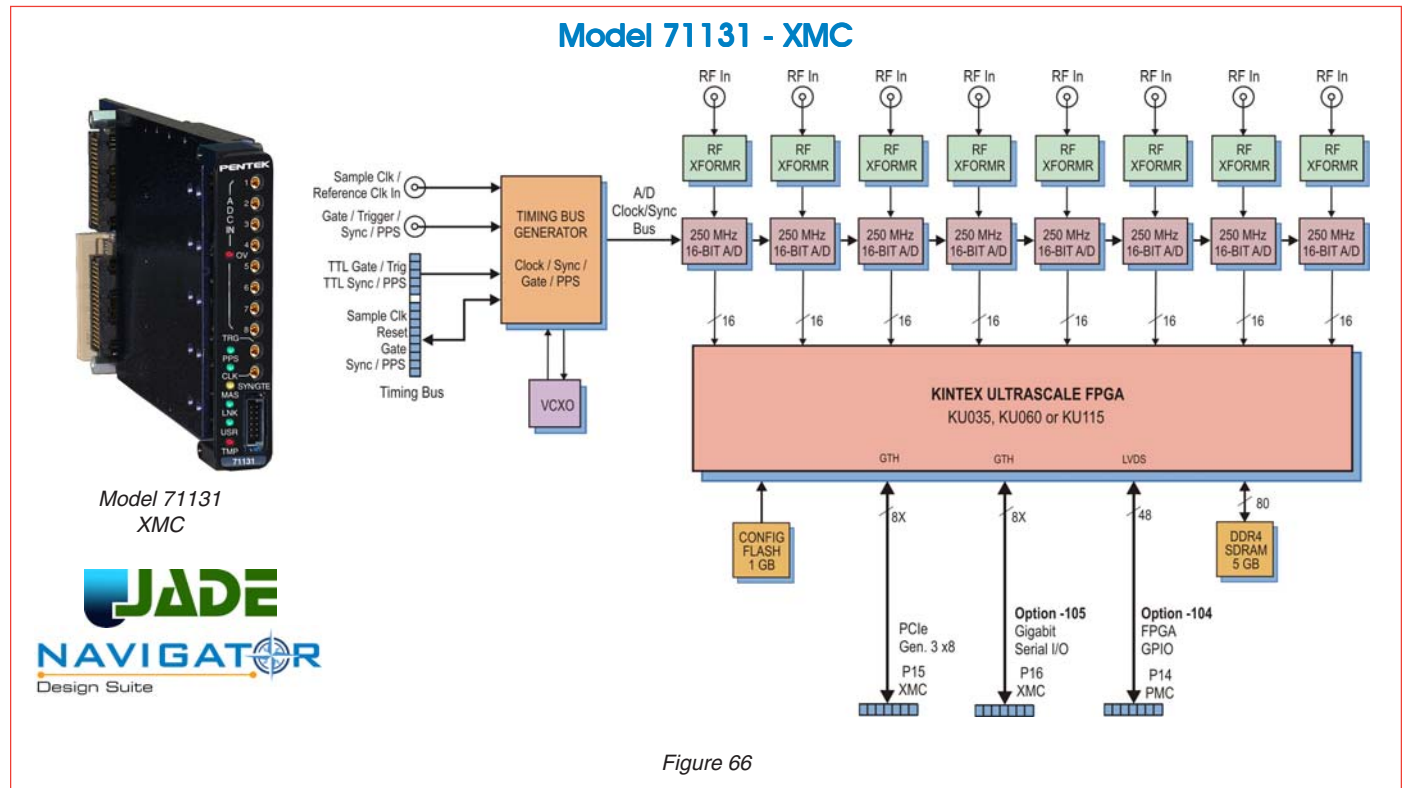 Model 71131 - XMC
PENTEK
A
D
C
IN
1
2
3
4
OV
5
6
7
8
TRG
PPS
CLK
SYN/GTE
MAS
LNK
USR
TMP
71131
Model 71131
XMC
JADE
NAVIGATOR
Design Suite
Sample Clk /
Reference Clk In
Gate / Trigger /
Sync / PPS
TTL Gate / Trig
TTL Sync / PPS
Sample Clk
Reset
Gate
Sync / PPS
Timing Bus
TIMING BUS
GENERATOR
Clock / Sync /
Gate / PPS
VCXO
A/D
Clock/Sync
Bus
RF In
RF In
RF In
RF In
RF In
RF In
RF In
RF In
RF
XFORMR
RF
XFORMR
RF
XFORMR
RF
XFORMR
RF
XFORMR
RF
XFORMR
RF
XFORMR
RF
XFORMR
250 MHz
16-BIT A/D
250 MHz
16-BIT A/D
250 MHz
16-BIT A/D
250 MHz
16-BIT A/D
250 MHz
16-BIT A/D
250 MHz
16-BIT A/D
250 MHz
16-BIT A/D
250 MHz
16-BIT A/D
16
16
16
16
16
16
16
16
KINTEX ULTRASCALE FPGA
KU035, KU060 or KU115
GTH
GTH
LVDS
CONFIG
FLASH
1 GB
8X
8X
48
80
DDR4
SDRAM
5 GB
PCIe
Gen. 3 x8
P15
XMC
Option -105
Gigabit
Serial I/O
P16
XMC
Option -104
FPGA
GPIO
P14
PMC
Figure 66